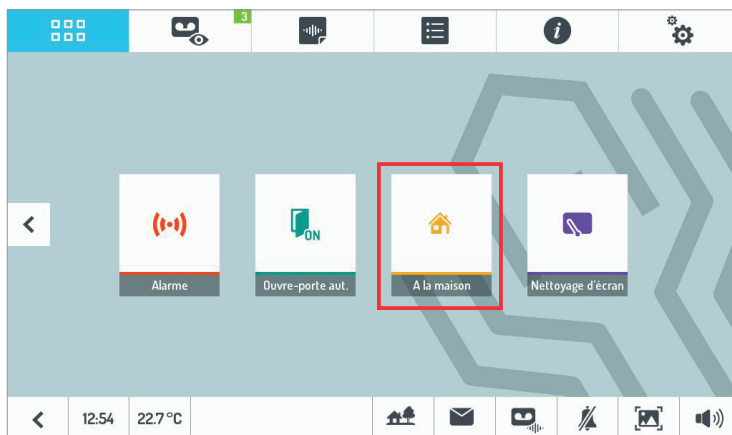 3
ON
Alarme
Ouvre-porte aut.
A la maison
Nettoyage d'écran
12:54
22.7 °C